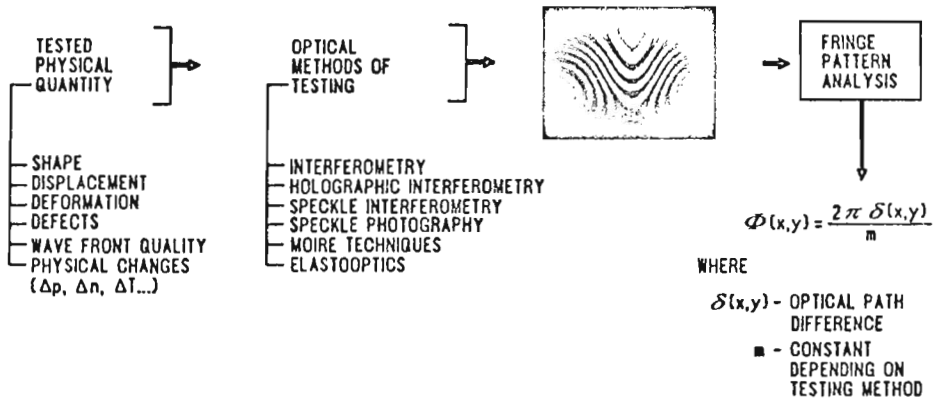 TESTED
PHYSICAL
QUANTITY
SHAPE
DISPLACEMENT
DEFORMATION
DEFECTS
WAVE FRONT QUALITY
PHYSICAL CHANGES
(Δp, Δn, ΔT...)
OPTICAL
METHODS OF
TESTING
INTERFEROMETRY
HOLOGRAPHIC INTERFEROMETRY
SPECKLE INTERFEROMETRY
SPECKLE PHOTOGRAPHY
MOIRE TECHNIQUES
ELASTOOPTICS
FRINGE
PATTERN
ANALYSIS
Φ(x,y) = 2π δ(x,y) / m
WHERE
δ(x,y) - OPTICAL PATH
DIFFERENCE
m - CONSTANT
DEPENDING ON
TESTING METHOD